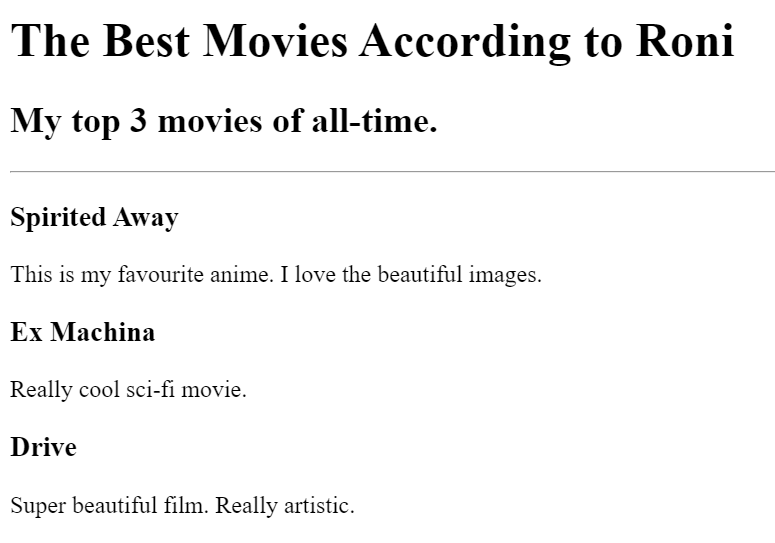 The Best Movies According to Roni
My top 3 movies of all-time.
Spirited Away
This is my favourite anime. I love the beautiful images.
Ex Machina
Really cool sci-fi movie.
Drive
Super beautiful film. Really artistic.